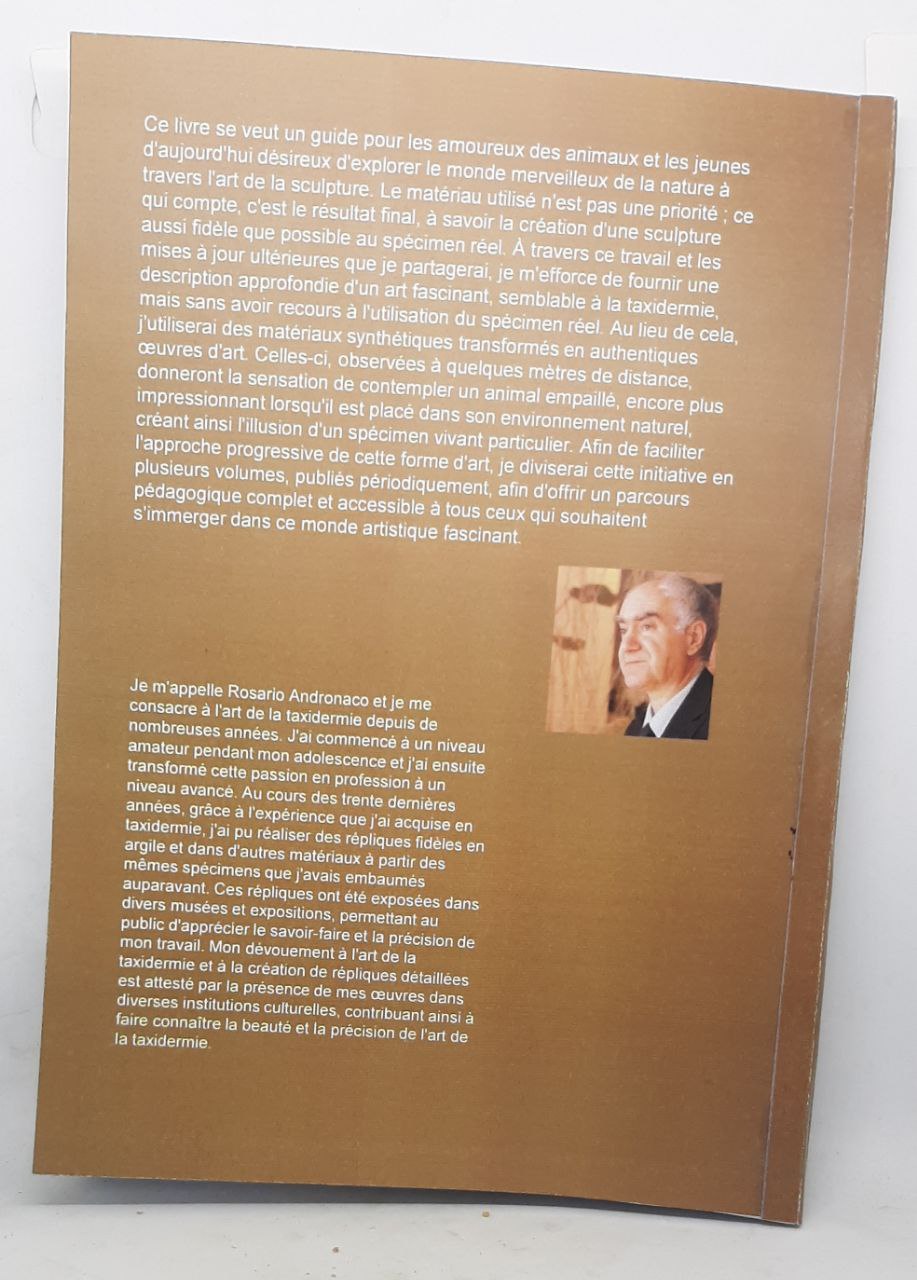 Ce livre se veut un guide pour les amoureux des animaux et les jeunes
d'aujourd'hui désireux d'explorer le monde merveilleux de la nature à
travers l'art de la sculpture. Le matériau utilisé n'est pas une priorité ; ce
qui compte, c'est le résultat final, à savoir la création d'une sculpture
aussi fidèle que possible au spécimen réel. À travers ce travail et les
mises à jour ultérieures que je partagerai, je m'efforce de fournir une
description approfondie d'un art fascinant, semblable à la taxidermie,
mais sans avoir recours à l'utilisation du spécimen réel. Au lieu de cela,
j'utiliserai des matériaux synthétiques transformés en authentiques
œuvres d'art. Celles-ci, observées à quelques mètres de distance,
donneront la sensation de contempler un animal empaillé, encore plus
impressionnant lorsqu'il est placé dans son environnement naturel,
créant ainsi l'illusion d'un spécimen vivant particulier. Afin de faciliter
l'approche progressive de cette forme d'art, je diviserai cette initiative en
plusieurs volumes, publiés périodiquement, afin d'offrir un parcours
pédagogique complet et accessible à tous ceux qui souhaitent
s’immerger dans ce monde artistique fascinant.
Je m'appelle Rosario Andronaco et je me
consacre à l'art de la taxidermie depuis de
nombreuses années. J'ai commencé à un niveau
amateur pendant mon adolescence et j'ai ensuite
transformé cette passion en profession à un
niveau avancé. Au cours des trente dernières
années, grâce à l'expérience que j'ai acquise en
taxidermie, j'ai pu réaliser des répliques fidèles en
argile et dans d'autres matériaux à partir des
mêmes spécimens que j'avais embaumés
auparavant. Ces répliques ont été exposées dans
divers musées et expositions, permettant au
public d'apprécier le savoir-faire et la précision de
mon travail. Mon dévouement à l'art de la
taxidermie et à la création de répliques détaillées
est attesté par la présence de mes œuvres dans
diverses institutions culturelles, contribuant ainsi à
faire connaître la beauté et la précision de l'art de
la taxidermie.